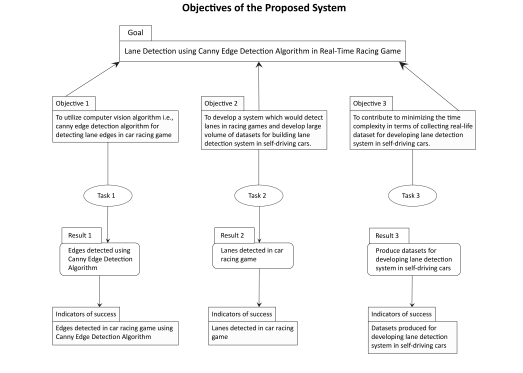 Objectives of the Proposed System
Goal
Lane Detection using Canny Edge Detection Algorithm in Real-Time Racing Game
Objective 1
To utilize computer vision algorithm i.e.,
canny edge detection algorithm for
detecting lane edges in car racing game
Objective 2
To develop a system which would detect
lanes in racing games and develop large
volume of datasets for building lane
detection system in self-driving cars.
Objective 3
To contribute to minimizing the time
complexity in terms of collecting real-life
dataset for developing lane detection
system in self-driving cars.
Task 1
Task 2
Task 3
Result 1
Edges detected using
Canny Edge Detection
Algorithm
Result 2
Lanes detected in car
racing game
Result 3
Produce datasets for
developing lane detection
system in self-driving cars
Indicators of success
Edges detected in car racing game using
Canny Edge Detection Algorithm
Indicators of success
Lanes detected in car racing
game
Indicators of success
Datasets produced for
developing lane detection
system in self-driving cars